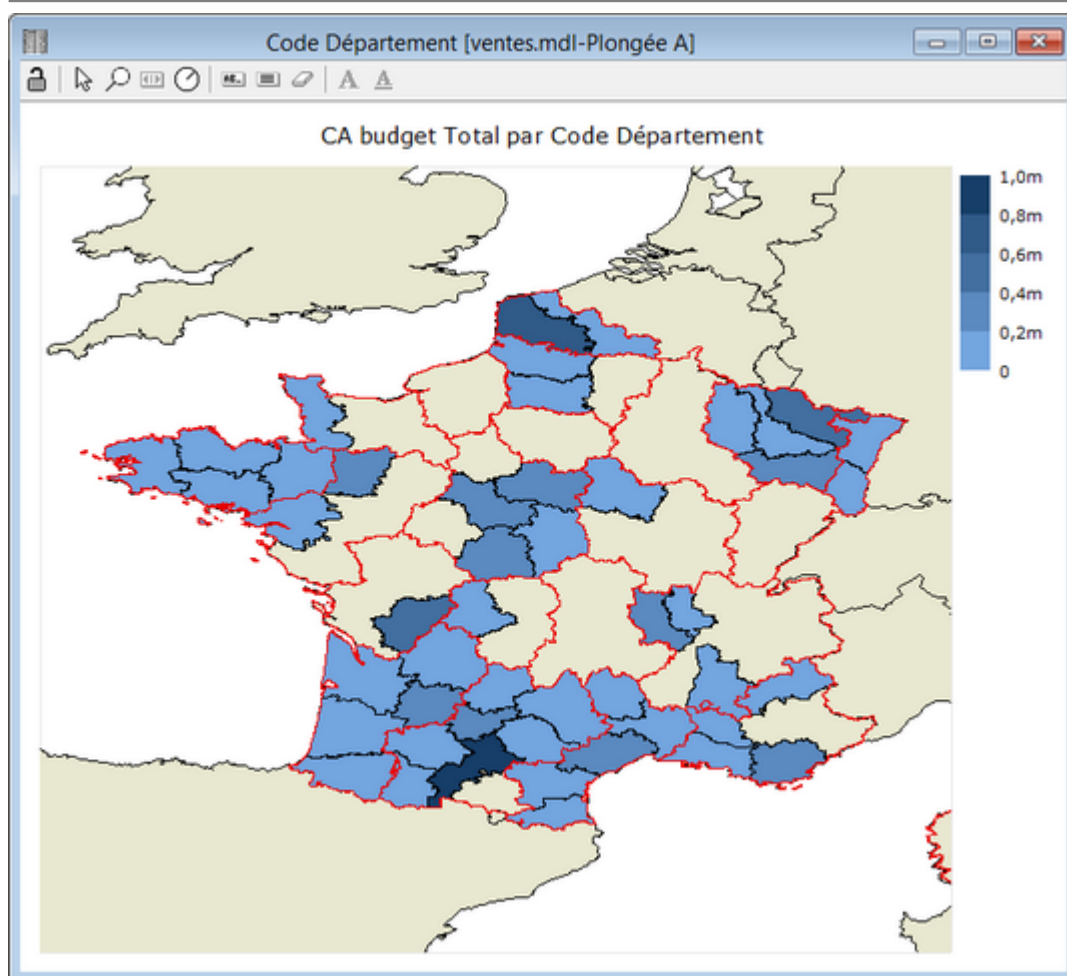 Code Département [ventes.mdl-Plongée A]
CA budget Total par Code Département
1,0m
0,8m
0,6m
0,4m
0,2m
0